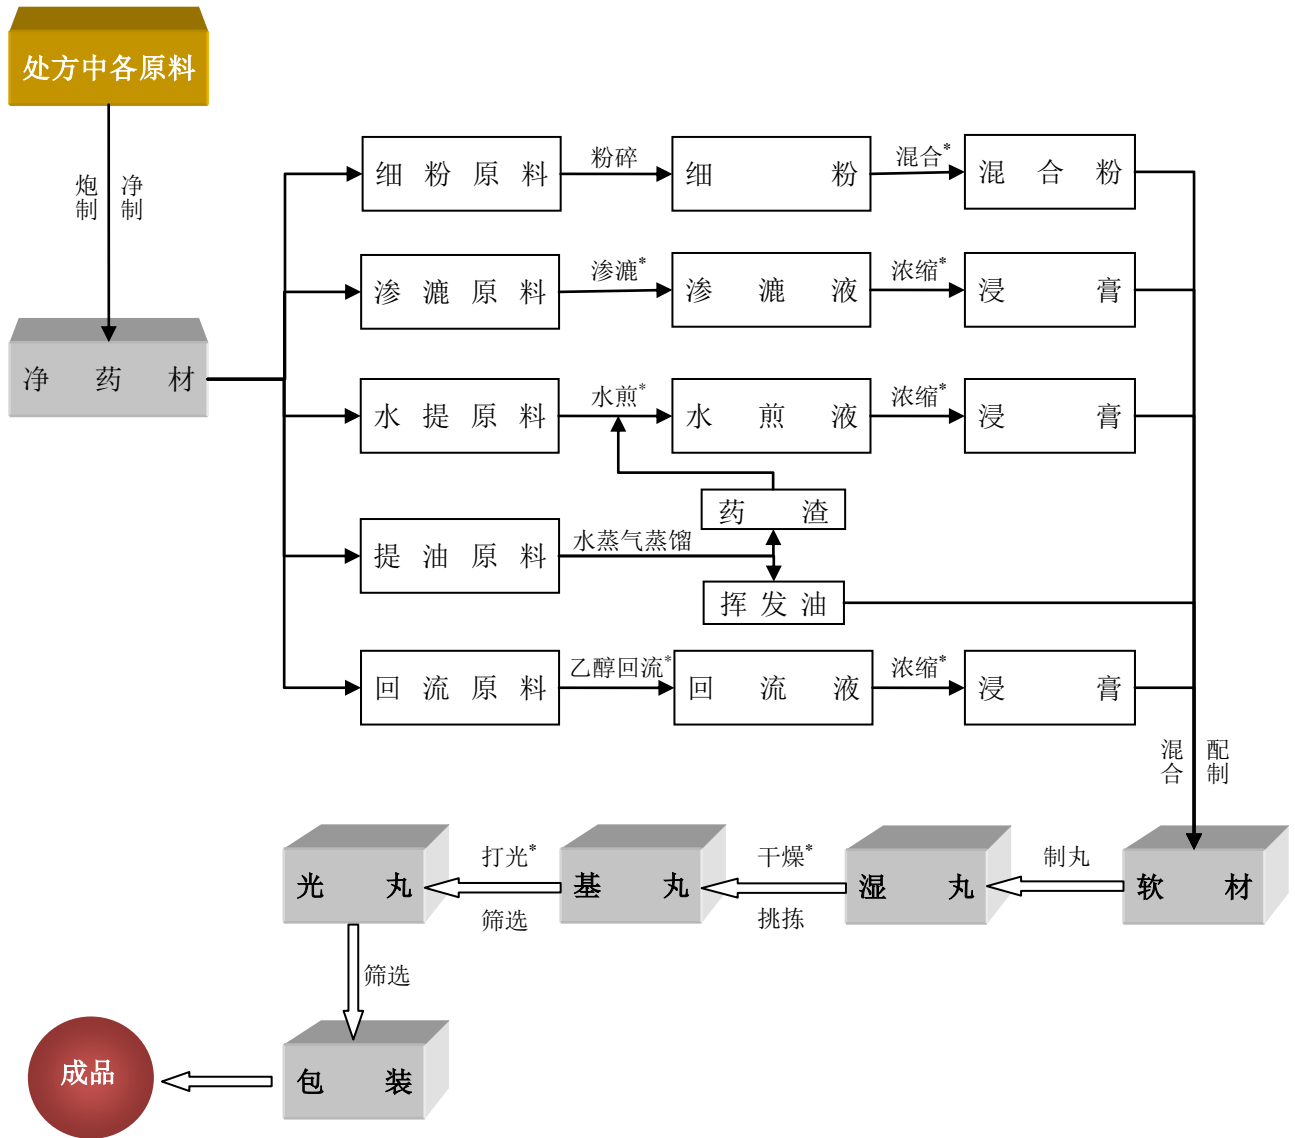 处方中各原料
炮制 净制
净药材
细粉原料
粉碎
细粉
混合*
混合粉
渗漉原料
渗漉*
渗漉液
浓缩*
浸膏
水提原料
水煎*
水煎液
浓缩*
浸膏
药渣
提油原料
水蒸气蒸馏
挥发油
回流原料
乙醇回流*
回流液
浓缩*
浸膏
混合 配制
软材
制丸
湿丸
干燥*
挑拣
基丸
打光*
筛选
光丸
筛选
包装
成品